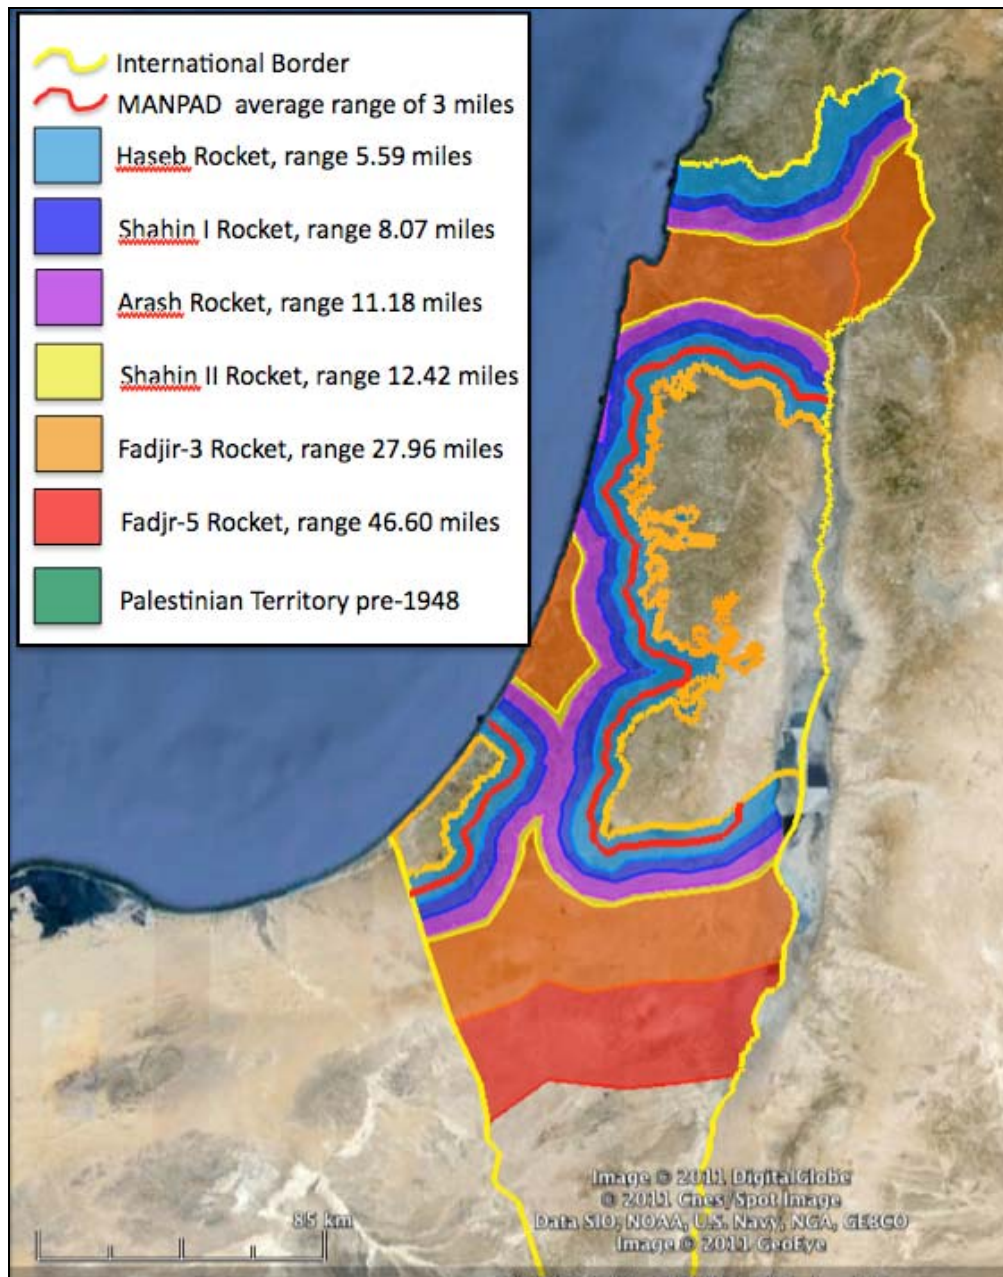 International Border
MANPAD average range of 3 miles
Haseb Rocket, range 5.59 miles
Shahin I Rocket, range 8.07 miles
Arash Rocket, range 11.18 miles
Shahin II Rocket, range 12.42 miles
Fadjir-3 Rocket, range 27.96 miles
Fadjr-5 Rocket, range 46.60 miles
Palestinian Territory pre-1948
Image © 2011 DigitalGlobe
© 2011 Cnes/Spot Image
Data SIO, NOAA, U.S. Navy, NGA, GEBCO
Image © 2011 GeoEye
85 km